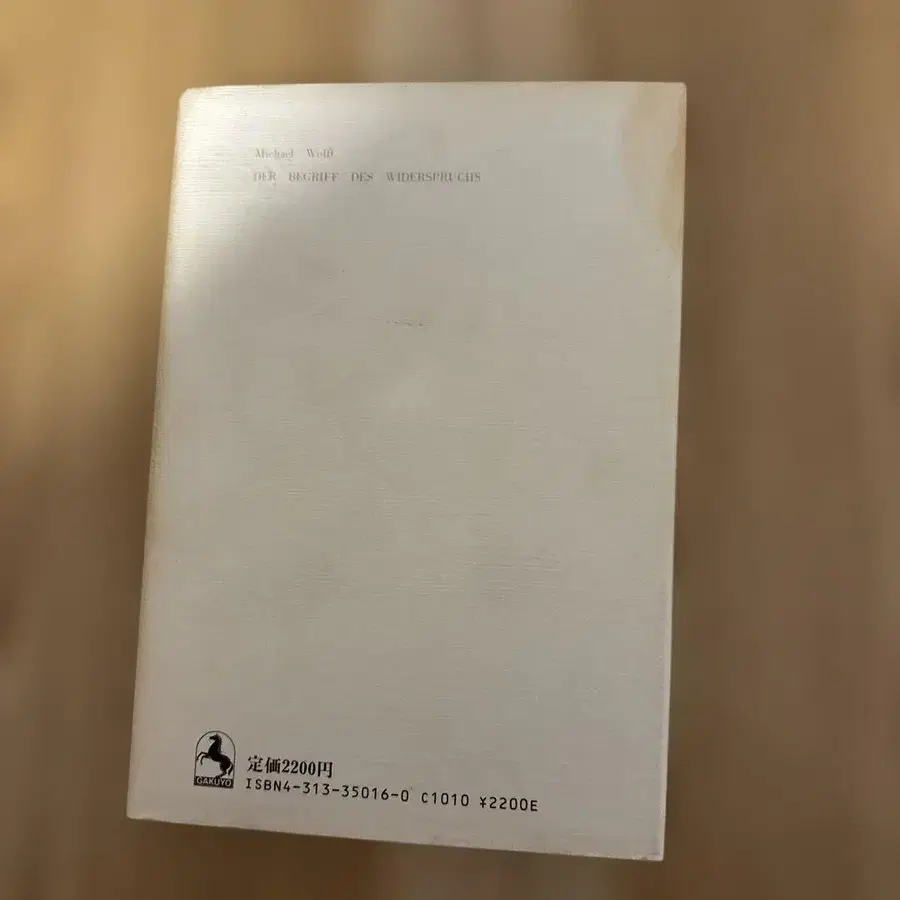 Michael Wolff
DER BEGRIFF DES WIDERSPRUCHS
GAKUYO
定価2200円
ISBN4-313-35016-0 C1010 ¥2200E